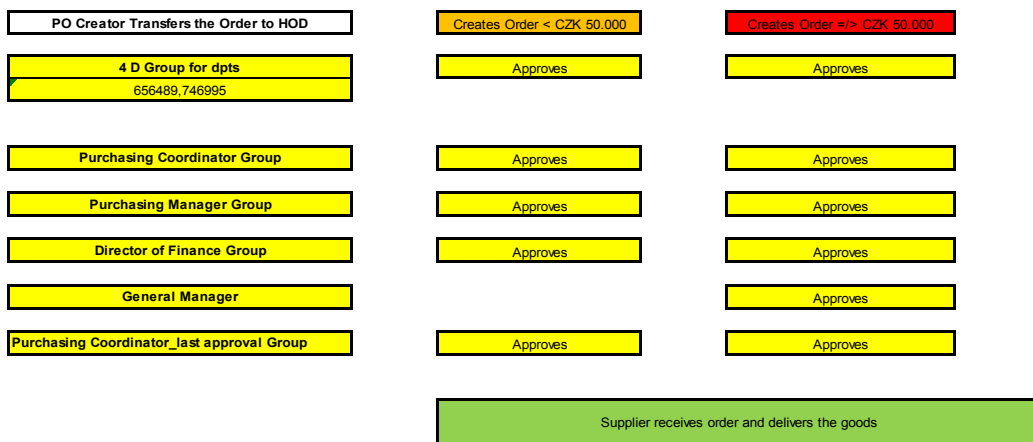 PO Creator Transfers the Order to HOD Creates Order < CZK 50.000 Creates Order =/> CZK 50.000
4 D Group for dpts Approves Approves
656489,746995
Purchasing Coordinator Group Approves Approves
Purchasing Manager Group Approves Approves
Director of Finance Group Approves Approves
General Manager Approves
Purchasing Coordinator_last approval Group Approves Approves
Supplier receives order and delivers the goods